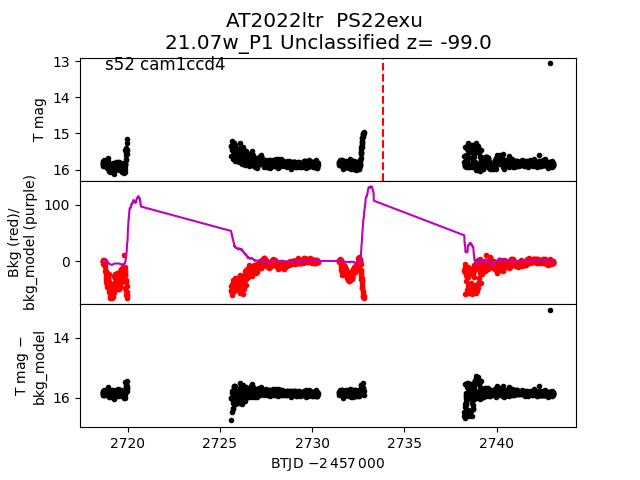 AT2022ltr  PS22exu
21.07w_P1 Unclassified z= -99.0
s52 cam1ccd4
13
14
15
16
T mag
100
0
Bkg (red)/
bkg_model (purple)
14
16
T mag −
bkg_model
2720
2725
2730
2735
2740
BTJD −2 457 000